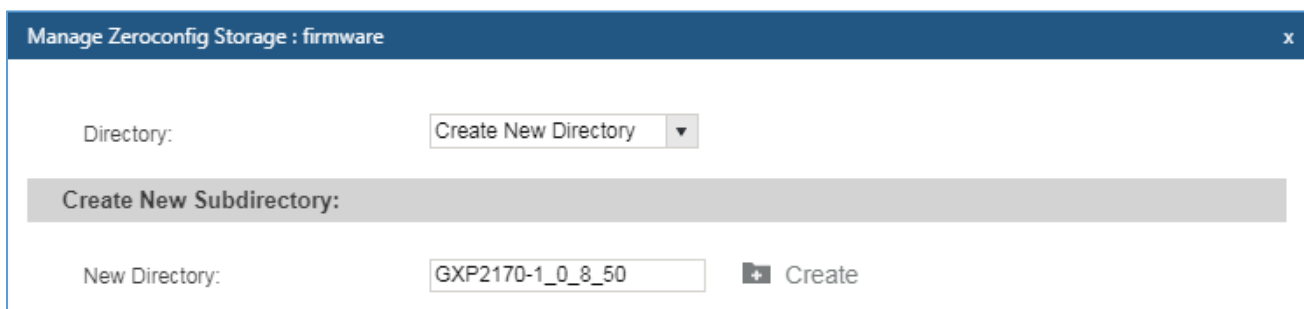 Manage Zeroconfig Storage : firmware x
Directory: Create New Directory
Create New Subdirectory:
New Directory: GXP2170-1_0_8_50 Create